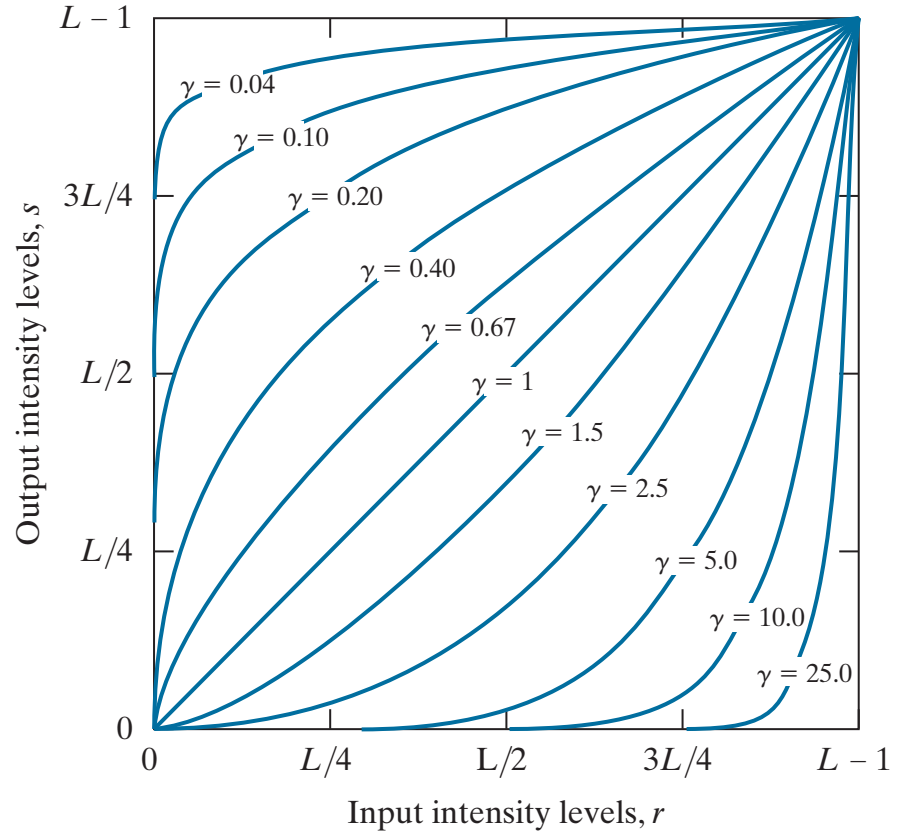 L – 1
γ = 0.04
γ = 0.10
3L/4
γ = 0.20
γ = 0.40
γ = 0.67
L/2
γ = 1
γ = 1.5
γ = 2.5
L/4
γ = 5.0
γ = 10.0
γ = 25.0
0
0
L/4
L/2
3L/4
L – 1
Output intensity levels, s
Input intensity levels, r